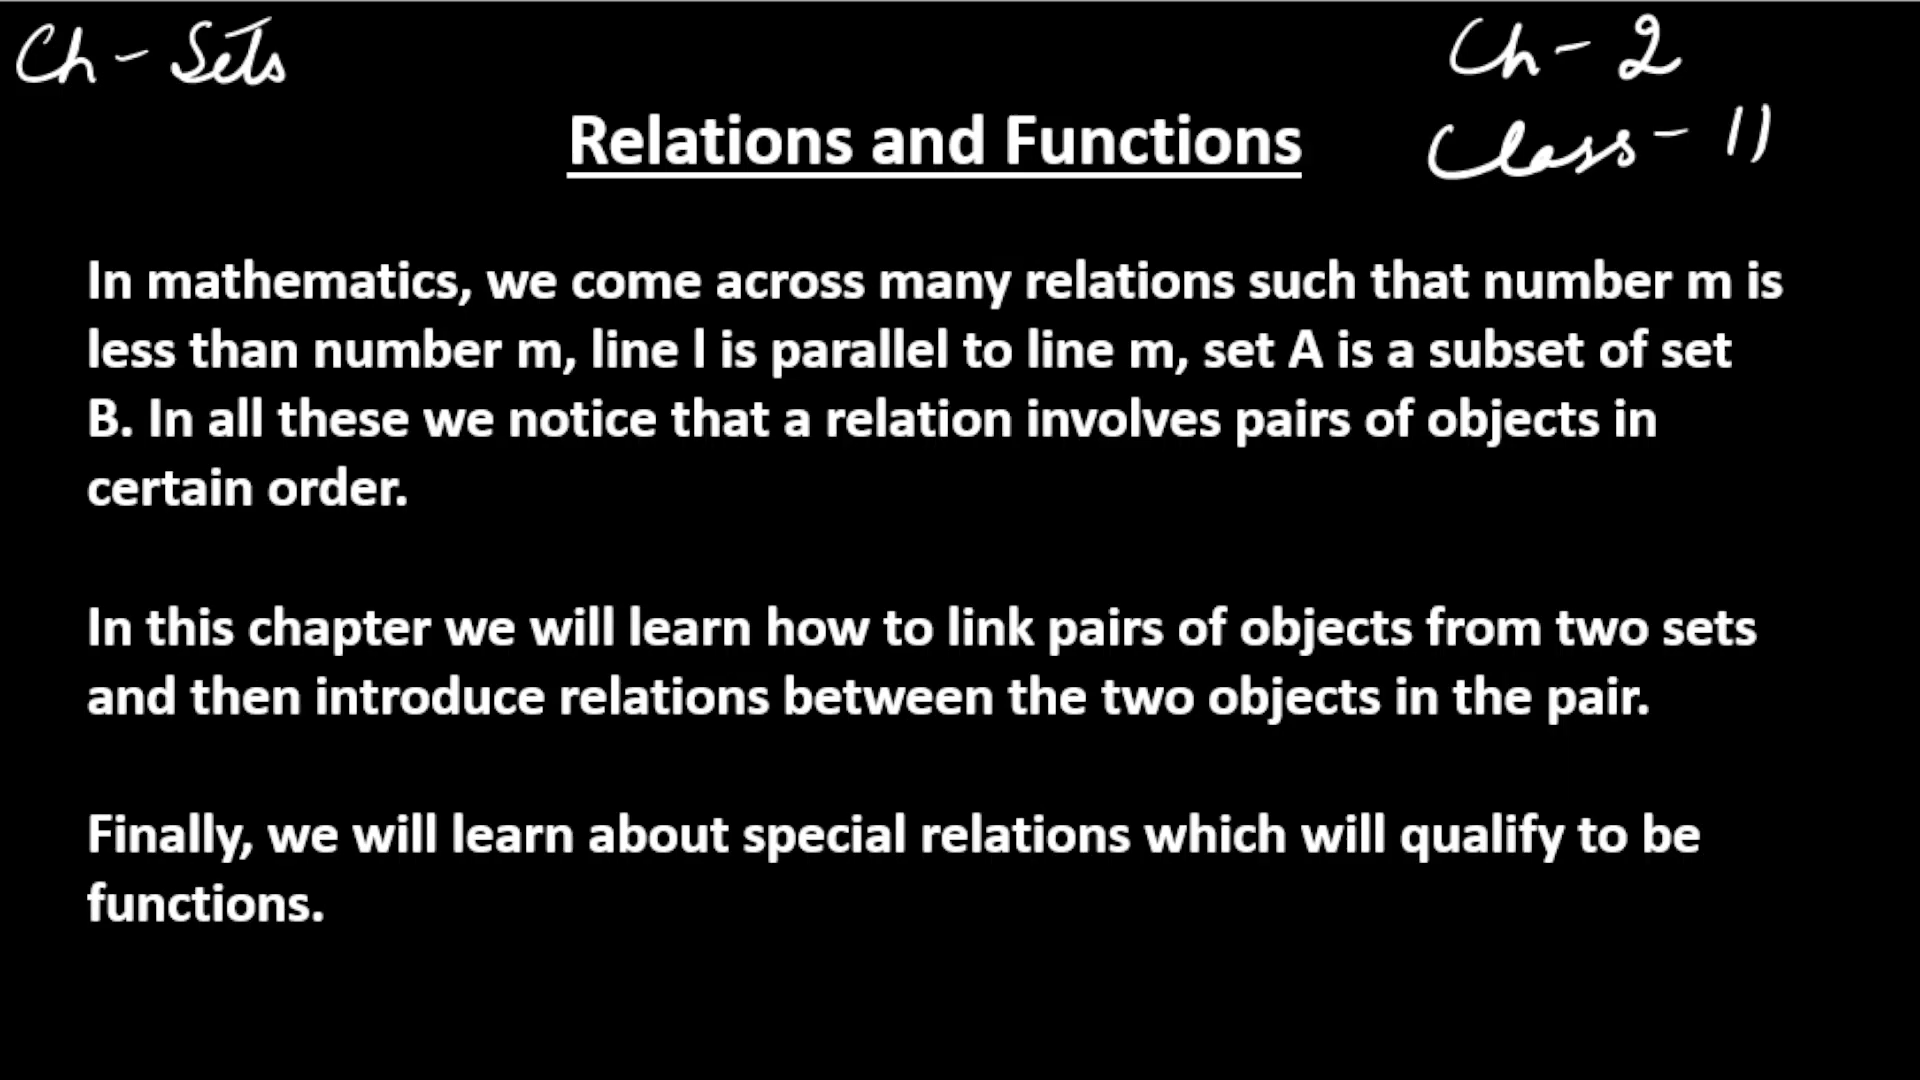 Ch - Sets
Ch - 2
Relations and Functions
Class - 11
In mathematics, we come across many relations such that number m is
less than number m, line l is parallel to line m, set A is a subset of set
B. In all these we notice that a relation involves pairs of objects in
certain order.
In this chapter we will learn how to link pairs of objects from two sets
and then introduce relations between the two objects in the pair.
Finally, we will learn about special relations which will qualify to be
functions.